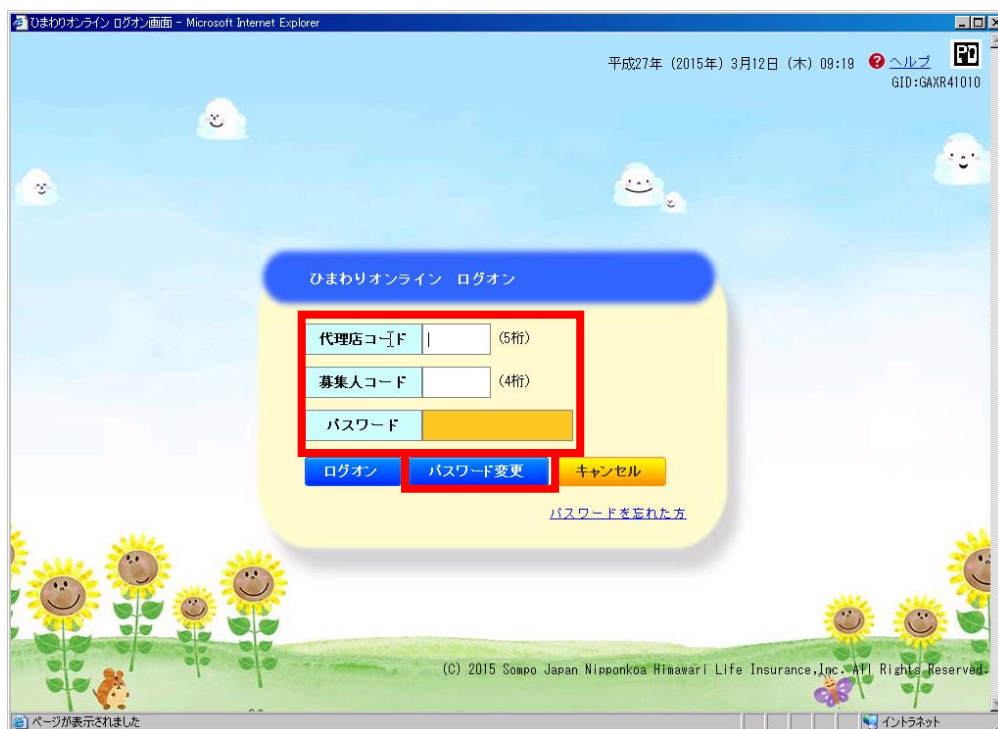 ひまわりオンライン ログオン画面 - Microsoft Internet Explorer
平成27年（2015年）3月12日（木）09:19 ヘルプ PD
GID:GAXR41010
ひまわりオンライン ログオン
代理店コード (5桁)
募集人コード (4桁)
パスワード
ログオン パスワード変更 キャンセル
パスワードを忘れた方
(C) 2015 Sompo Japan Nipponkoa Himawari Life Insurance,Inc. All Rights Reserved.
ページが表示されました イントラネット